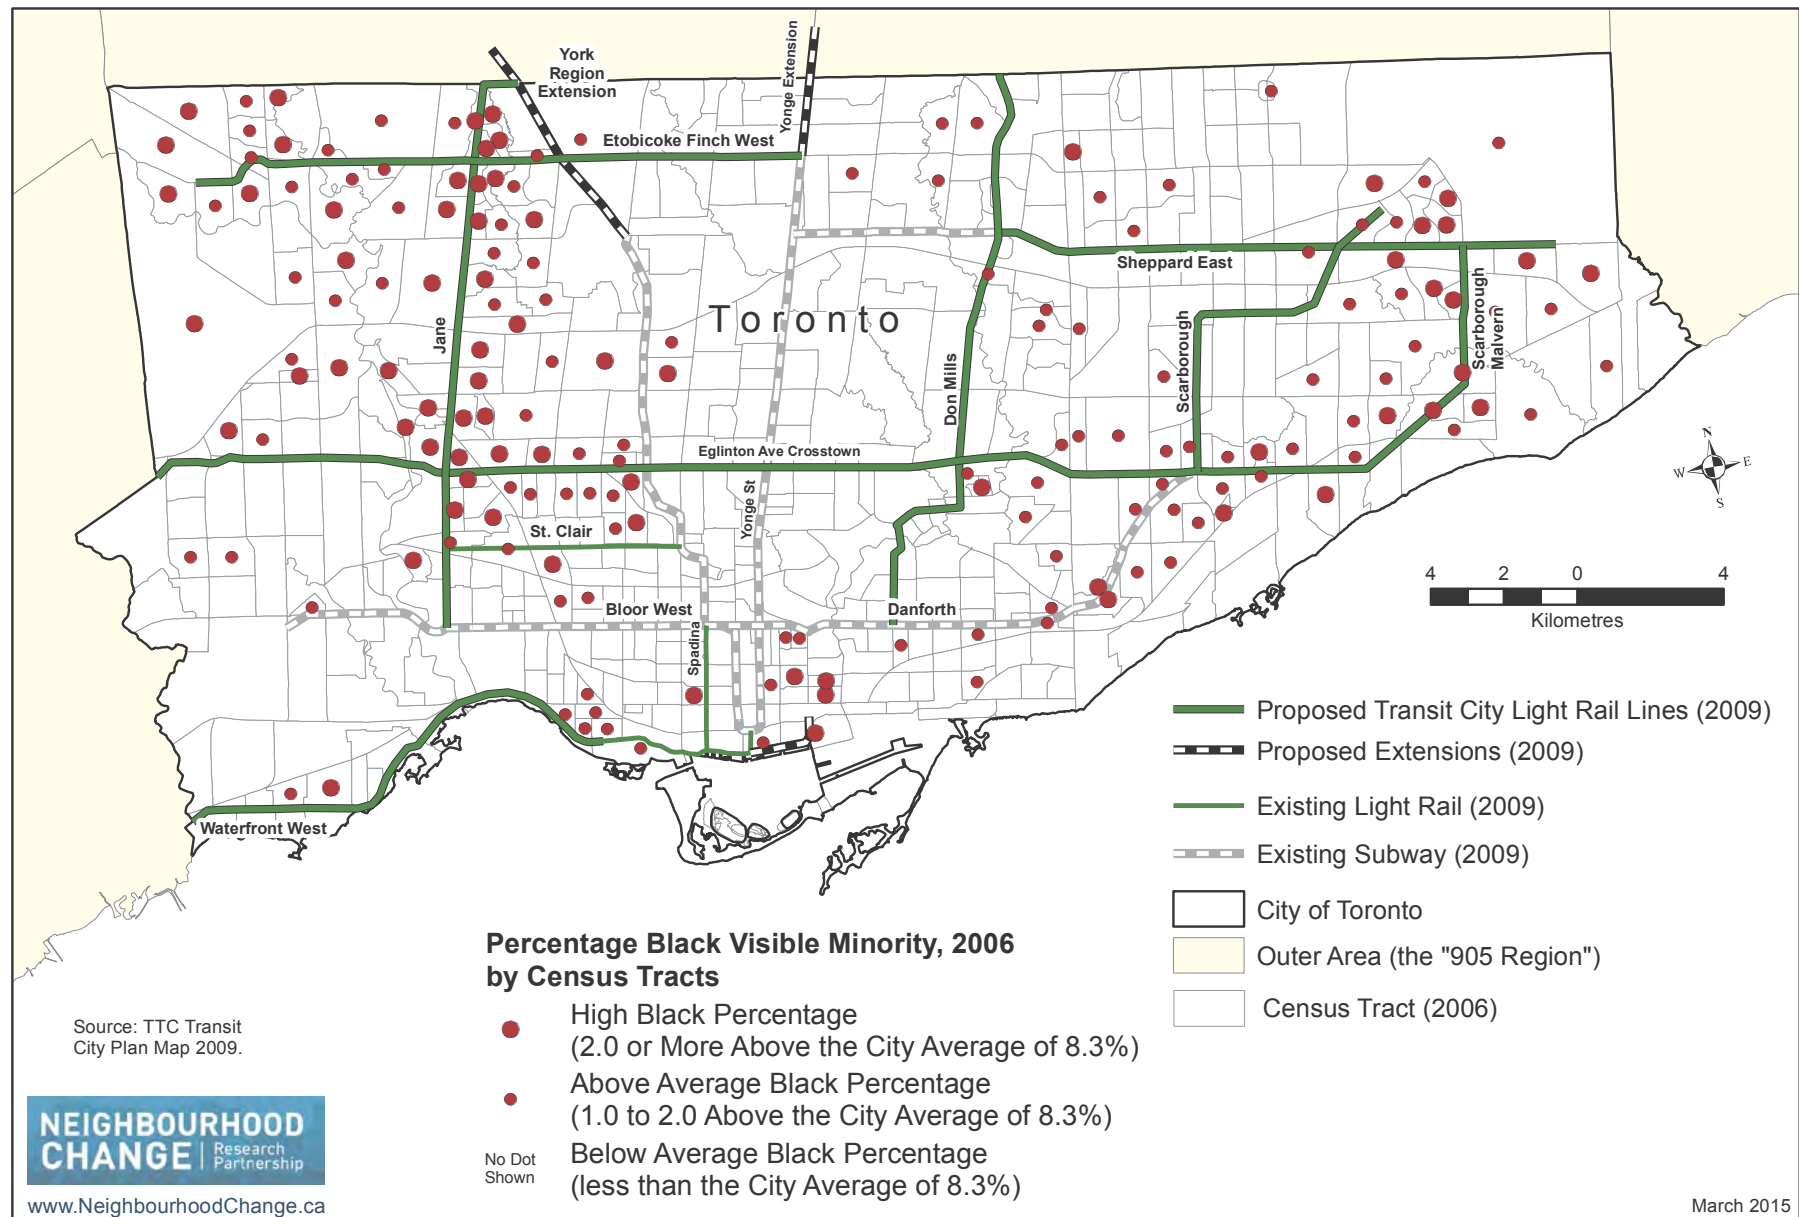 York
Region
Extension
Yonge Extension
Etobicoke Finch West
Sheppard East
Toronto
Jane
Don Mills
Scarborough
Scarborough
Malvern
Eglinton Ave Crosstown
Yonge St
St. Clair
Bloor West
Danforth
Spadina
Waterfront West
N
W
E
S
4 2 0 4
Kilometres
Proposed Transit City Light Rail Lines (2009)
Proposed Extensions (2009)
Existing Light Rail (2009)
Existing Subway (2009)
City of Toronto
Outer Area (the "905 Region")
Census Tract (2006)
Percentage Black Visible Minority, 2006
by Census Tracts
High Black Percentage
(2.0 or More Above the City Average of 8.3%)
Above Average Black Percentage
(1.0 to 2.0 Above the City Average of 8.3%)
No Dot
Shown
Below Average Black Percentage
(less than the City Average of 8.3%)
Source: TTC Transit
City Plan Map 2009.
NEIGHBOURHOOD
CHANGE
Research
Partnership
www.NeighbourhoodChange.ca
March 2015